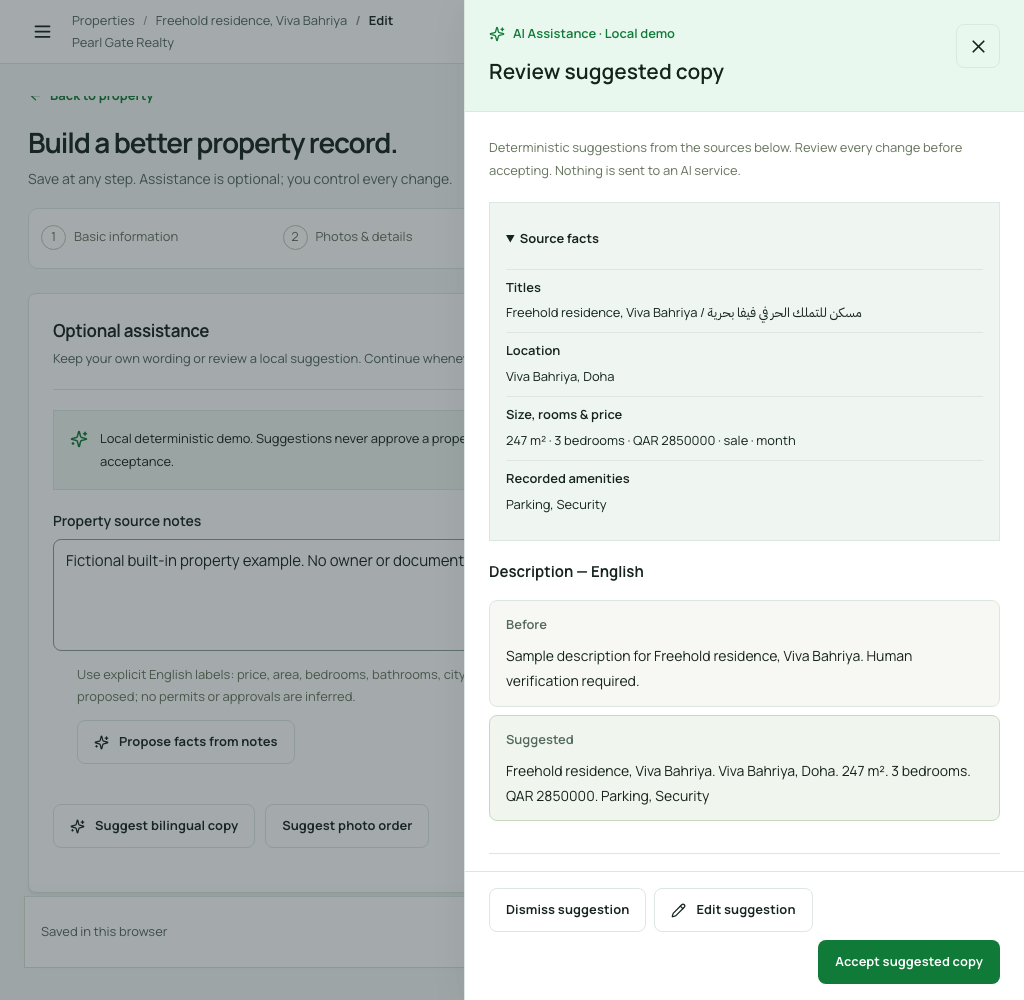 Properties / Freehold residence, Viva Bahriya / Edit
Pearl Gate Realty
Back to property
Build a better property record.
Save at any step. Assistance is optional; you control every change.
1 Basic information
2 Photos & details
Optional assistance
Keep your own wording or review a local suggestion. Continue
Local deterministic demo. Suggestions never approve a
acceptance.
Property source notes
Fictional built-in property example. No owner or document
Use explicit English labels: price, area, bedrooms, bathrooms, city
proposed; no permits or approvals are inferred.
Propose facts from notes
Suggest bilingual copy
Suggest photo order
Saved in this browser
AI Assistance · Local demo
Review suggested copy
Deterministic suggestions from the sources below. Review every change before
accepting. Nothing is sent to an AI service.
Source facts
Titles
Freehold residence, Viva Bahriya / مسكن للتملك الحر في فيفا بحرية
Location
Viva Bahriya, Doha
Size, rooms & price
247 m² · 3 bedrooms · QAR 2850000 · sale · month
Recorded amenities
Parking, Security
Description — English
Before
Sample description for Freehold residence, Viva Bahriya. Human
verification required.
Suggested
Freehold residence, Viva Bahriya. Viva Bahriya, Doha. 247 m². 3 bedrooms.
QAR 2850000. Parking, Security
Dismiss suggestion
Edit suggestion
Accept suggested copy